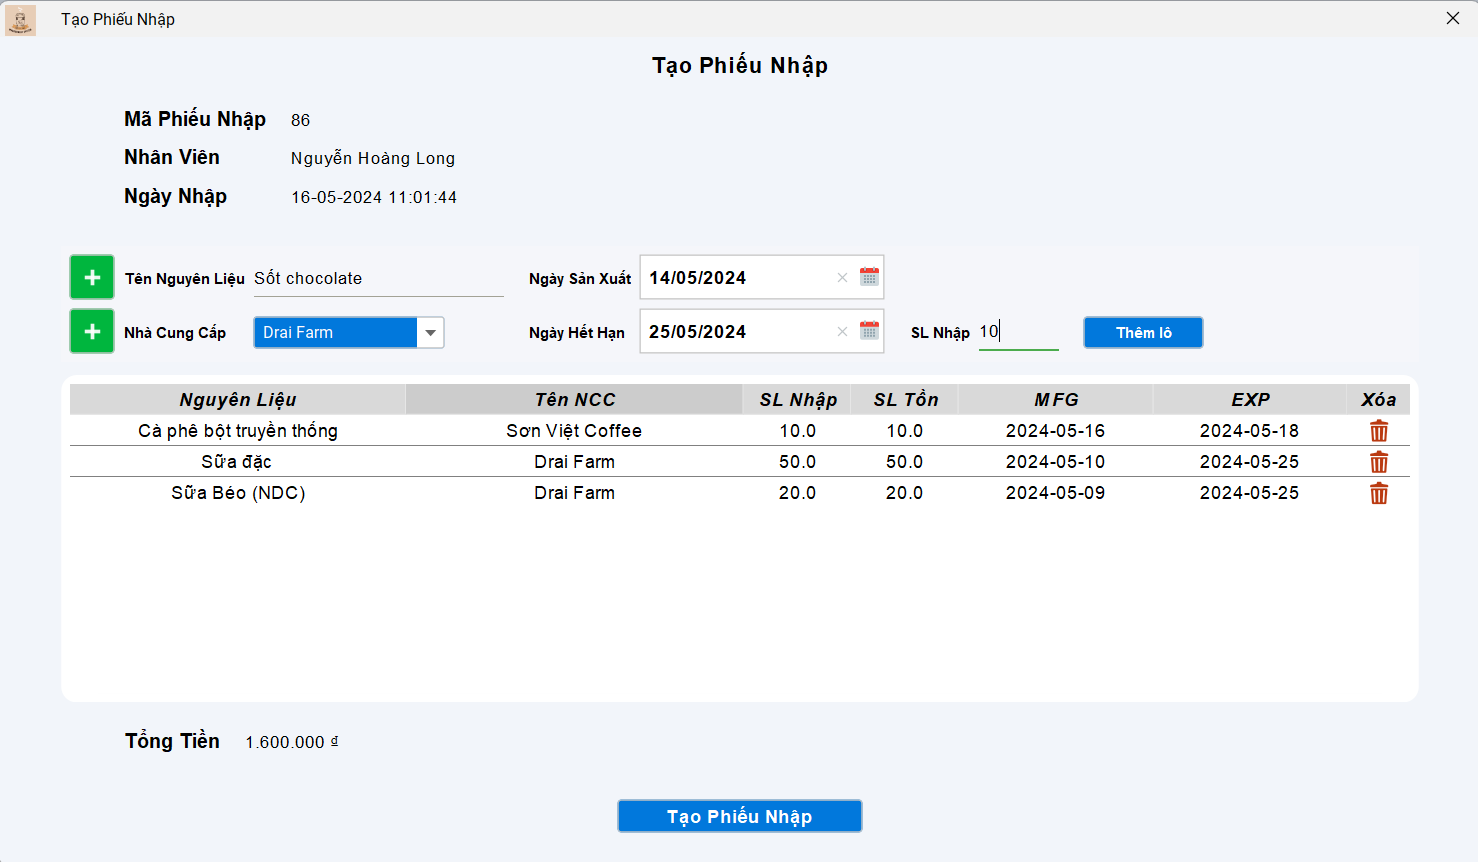 Tạo Phiếu Nhập
Tạo Phiếu Nhập
Mã Phiếu Nhập 86
Nhân Viên Nguyễn Hoàng Long
Ngày Nhập 16-05-2024 11:01:44
+ Tên Nguyên Liệu Sốt chocolate Ngày Sản Xuất 14/05/2024
+ Nhà Cung Cấp Drai Farm Ngày Hết Hạn 25/05/2024 SL Nhập 10 Thêm lô
Nguyên Liệu Tên NCC SL Nhập SL Tồn MFG EXP Xóa
Cà phê bột truyền thống Sơn Việt Coffee 10.0 10.0 2024-05-16 2024-05-18
Sữa đặc Drai Farm 50.0 50.0 2024-05-10 2024-05-25
Sữa Béo (NDC) Drai Farm 20.0 20.0 2024-05-09 2024-05-25
Tổng Tiền 1.600.000 ₫
Tạo Phiếu Nhập